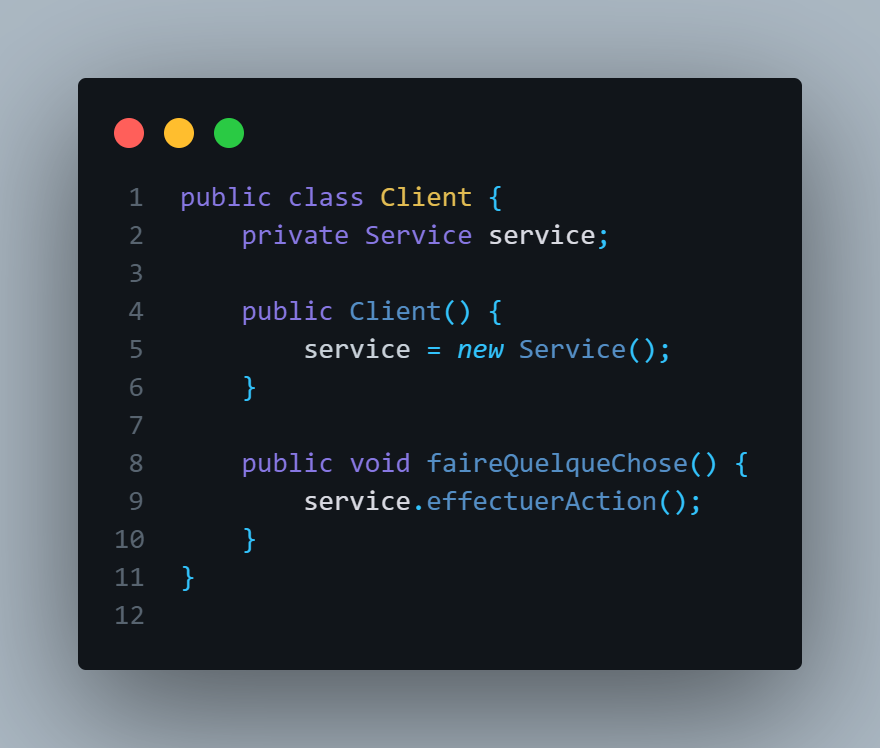 1 public class Client {
2     private Service service;
3
4     public Client() {
5         service = new Service();
6     }
7
8     public void faireQuelqueChose() {
9         service.effectuerAction();
10     }
11 }
12